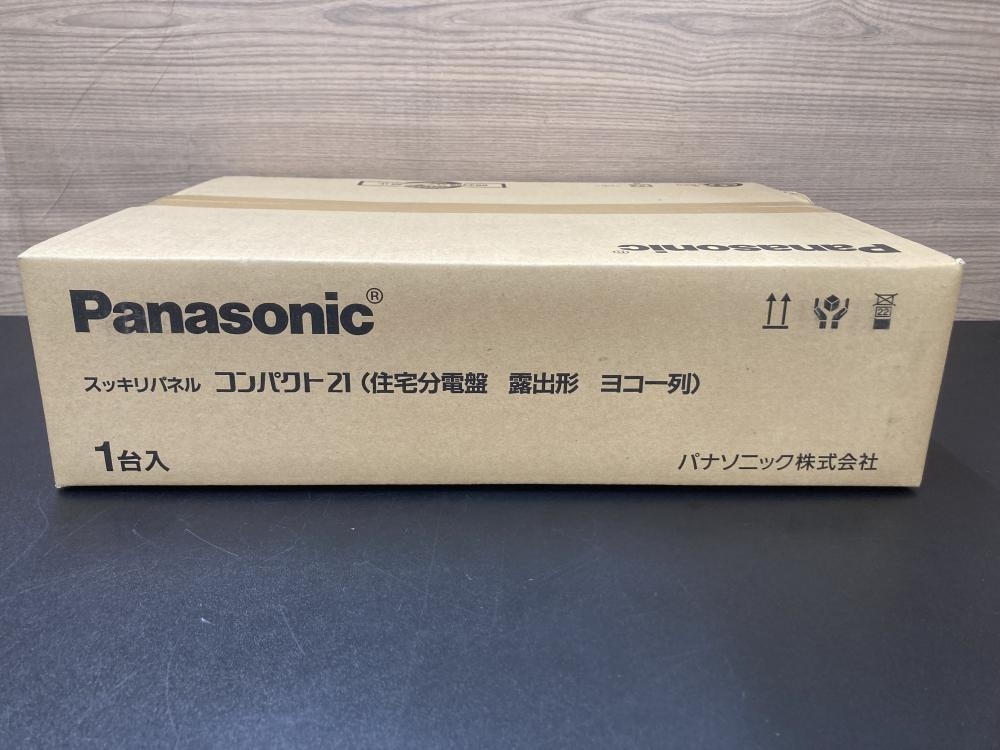 Panasonic
Panasonic®
スッキリパネル コンパクト21（住宅分電盤 露出形 ヨコ一列）
22
1台入
パナソニック株式会社